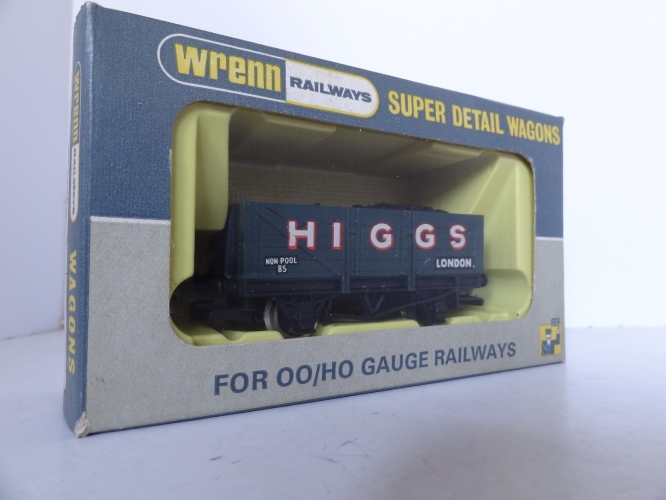 wrenn RAILWAYS
SUPER DETAIL WAGONS
wrenn RAILWAYS WAGONS
HIGGS
NON POOL
85
LONDON
FOR OO/HO GAUGE RAILWAYS